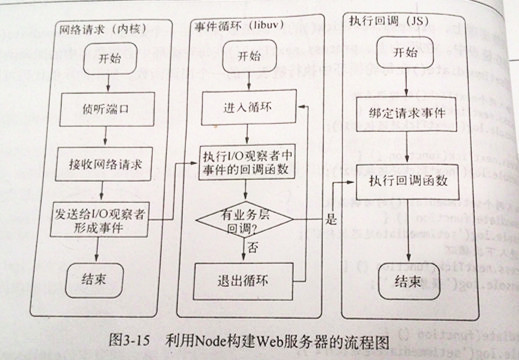 网络请求（内核）
开始
侦听端口
接收网络请求
发送给I/O观察者
形成事件
结束
事件循环（libuv）
开始
进入循环
执行I/O观察者中
事件的回调函数
有业务层
回调？
是
否
退出循环
执行回调（JS）
开始
绑定请求事件
执行回调函数
结束
图3-15 利用Node构建Web服务器的流程图